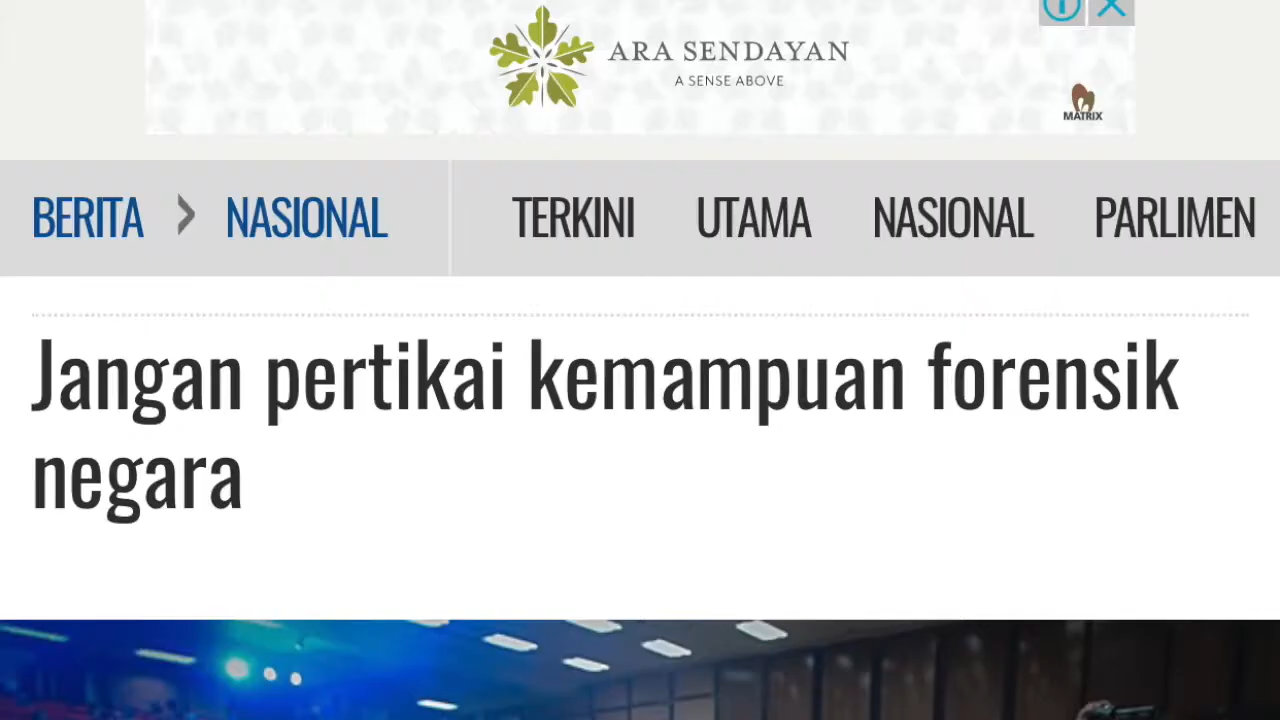 ARA SENDAYAN
A SENSE ABOVE
MATRIX
BERITA > NASIONAL TERKINI UTAMA NASIONAL PARLIMEN
Jangan pertikai kemampuan forensik
negara